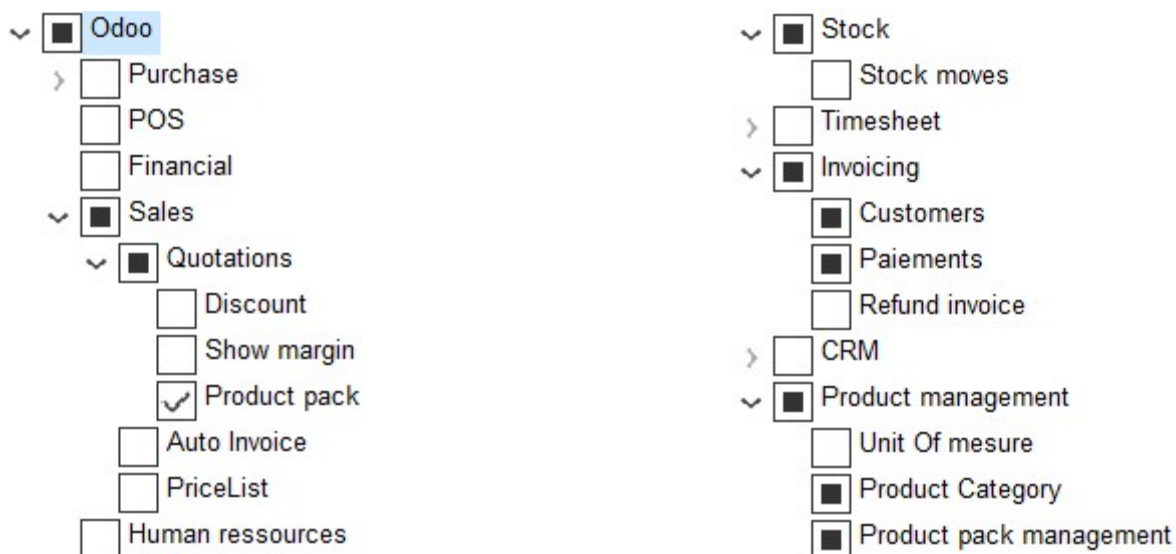 Odoo
Purchase
POS
Financial
Sales
Quotations
Discount
Show margin
Product pack
Auto Invoice
PriceList
Human ressources
Stock
Stock moves
Timesheet
Invoicing
Customers
Paiements
Refund invoice
CRM
Product management
Unit Of mesure
Product Category
Product pack management